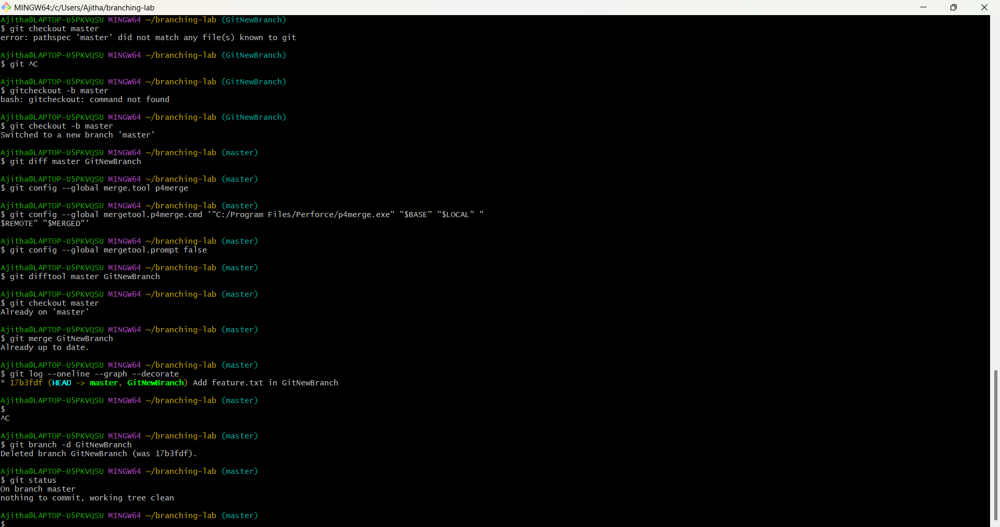 MINGW64:/c/Users/Ajitha/branching-lab
Ajitha@LAPTOP-U5PKVQSU MINGW64 ~/branching-lab (GitNewBranch)
$ git checkout master
error: pathspec 'master' did not match any file(s) known to git
Ajitha@LAPTOP-U5PKVQSU MINGW64 ~/branching-lab (GitNewBranch)
$ git ^C
Ajitha@LAPTOP-U5PKVQSU MINGW64 ~/branching-lab (GitNewBranch)
$ gitcheckout -b master
bash: gitcheckout: command not found
Ajitha@LAPTOP-U5PKVQSU MINGW64 ~/branching-lab (GitNewBranch)
$ git checkout -b master
Switched to a new branch 'master'
Ajitha@LAPTOP-U5PKVQSU MINGW64 ~/branching-lab (master)
$ git diff master GitNewBranch
Ajitha@LAPTOP-U5PKVQSU MINGW64 ~/branching-lab (master)
$ git config --global merge.tool p4merge
Ajitha@LAPTOP-U5PKVQSU MINGW64 ~/branching-lab (master)
$ git config --global mergetool.p4merge.cmd '"C:/Program Files/Perforce/p4merge.exe" "$BASE" "$LOCAL" "
$REMOTE" "$MERGED"'
Ajitha@LAPTOP-U5PKVQSU MINGW64 ~/branching-lab (master)
$ git config --global mergetool.prompt false
Ajitha@LAPTOP-U5PKVQSU MINGW64 ~/branching-lab (master)
$ git difftool master GitNewBranch
Ajitha@LAPTOP-U5PKVQSU MINGW64 ~/branching-lab (master)
$ git checkout master
Already on 'master'
Ajitha@LAPTOP-U5PKVQSU MINGW64 ~/branching-lab (master)
$ git merge GitNewBranch
Already up to date.
Ajitha@LAPTOP-U5PKVQSU MINGW64 ~/branching-lab (master)
$ git log --oneline --graph --decorate
* 17b3fdf (HEAD -> master, GitNewBranch) Add feature.txt in GitNewBranch
Ajitha@LAPTOP-U5PKVQSU MINGW64 ~/branching-lab (master)
$
^C
Ajitha@LAPTOP-U5PKVQSU MINGW64 ~/branching-lab (master)
$ git branch -d GitNewBranch
Deleted branch GitNewBranch (was 17b3fdf).
Ajitha@LAPTOP-U5PKVQSU MINGW64 ~/branching-lab (master)
$ git status
On branch master
nothing to commit, working tree clean
Ajitha@LAPTOP-U5PKVQSU MINGW64 ~/branching-lab (master)
$